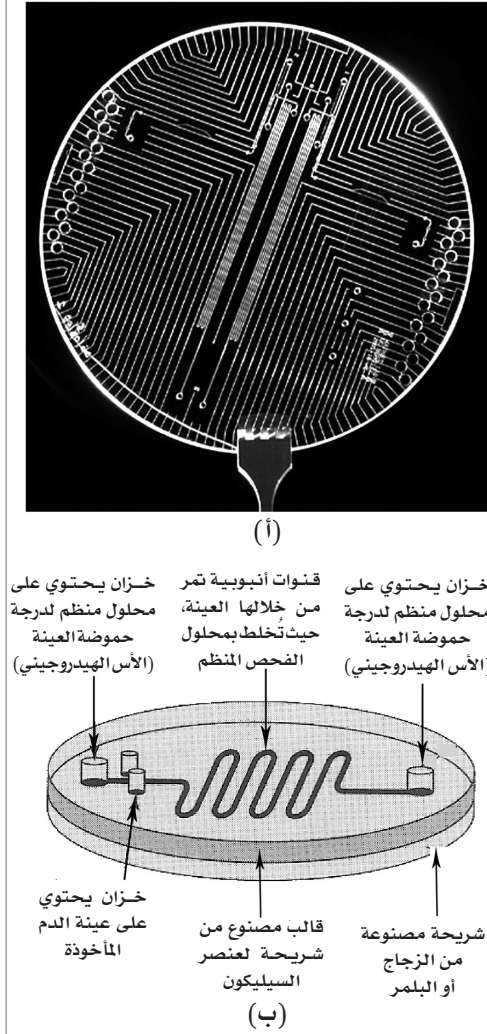 (أ)
خزان يحتوي على
محلول منظم لدرجة
حموضة العينة
(الأس الهيدروجيني)
قنوات أنبوبية تمر
من خلالها العينة،
حيث تُخلط بمحلول
الفحص المنظم
خزان يحتوي على
محلول منظم لدرجة
حموضة العينة
(الأس الهيدروجيني)
شريحة مصنوعة
من الزجاج
أو البلمر
قالب مصنوع من
شريحة لعنصر
السيليكون
خزان يحتوي
على عينة الدم
المأخوذة
(ب)